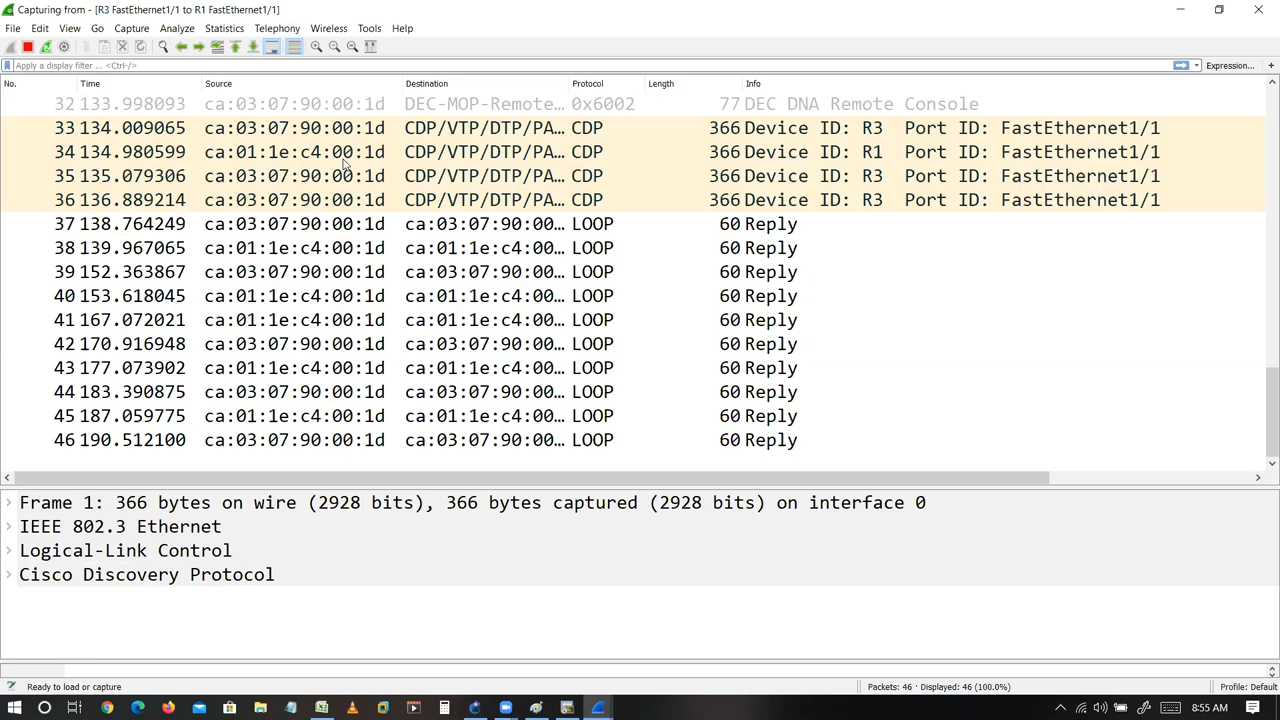 Capturing from - [R3 FastEthernet1/1 to R1 FastEthernet1/1]
File Edit View Go Capture Analyze Statistics Telephony Wireless Tools Help
Apply a display filter ... <Ctrl-/> Expression... +
No. Time Source Destination Protocol Length Info
32 133.998093 ca:03:07:90:00:1d DEC-MOP-Remote… 0x6002 77 DEC DNA Remote Console
33 134.009065 ca:03:07:90:00:1d CDP/VTP/DTP/PA… CDP 366 Device ID: R3 Port ID: FastEthernet1/1
34 134.980599 ca:01:1e:c4:00:1d CDP/VTP/DTP/PA… CDP 366 Device ID: R1 Port ID: FastEthernet1/1
35 135.079306 ca:03:07:90:00:1d CDP/VTP/DTP/PA… CDP 366 Device ID: R3 Port ID: FastEthernet1/1
36 136.889214 ca:03:07:90:00:1d CDP/VTP/DTP/PA… CDP 366 Device ID: R3 Port ID: FastEthernet1/1
37 138.764249 ca:03:07:90:00:1d ca:03:07:90:00… LOOP 60 Reply
38 139.967065 ca:01:1e:c4:00:1d ca:01:1e:c4:00… LOOP 60 Reply
39 152.363867 ca:03:07:90:00:1d ca:03:07:90:00… LOOP 60 Reply
40 153.618045 ca:01:1e:c4:00:1d ca:01:1e:c4:00… LOOP 60 Reply
41 167.072021 ca:01:1e:c4:00:1d ca:01:1e:c4:00… LOOP 60 Reply
42 170.916948 ca:03:07:90:00:1d ca:03:07:90:00… LOOP 60 Reply
43 177.073902 ca:01:1e:c4:00:1d ca:01:1e:c4:00… LOOP 60 Reply
44 183.390875 ca:03:07:90:00:1d ca:03:07:90:00… LOOP 60 Reply
45 187.059775 ca:01:1e:c4:00:1d ca:01:1e:c4:00… LOOP 60 Reply
46 190.512100 ca:03:07:90:00:1d ca:03:07:90:00… LOOP 60 Reply
Frame 1: 366 bytes on wire (2928 bits), 366 bytes captured (2928 bits) on interface 0
IEEE 802.3 Ethernet
Logical-Link Control
Cisco Discovery Protocol
Ready to load or capture Packets: 46 · Displayed: 46 (100.0%) Profile: Default
8:55 AM